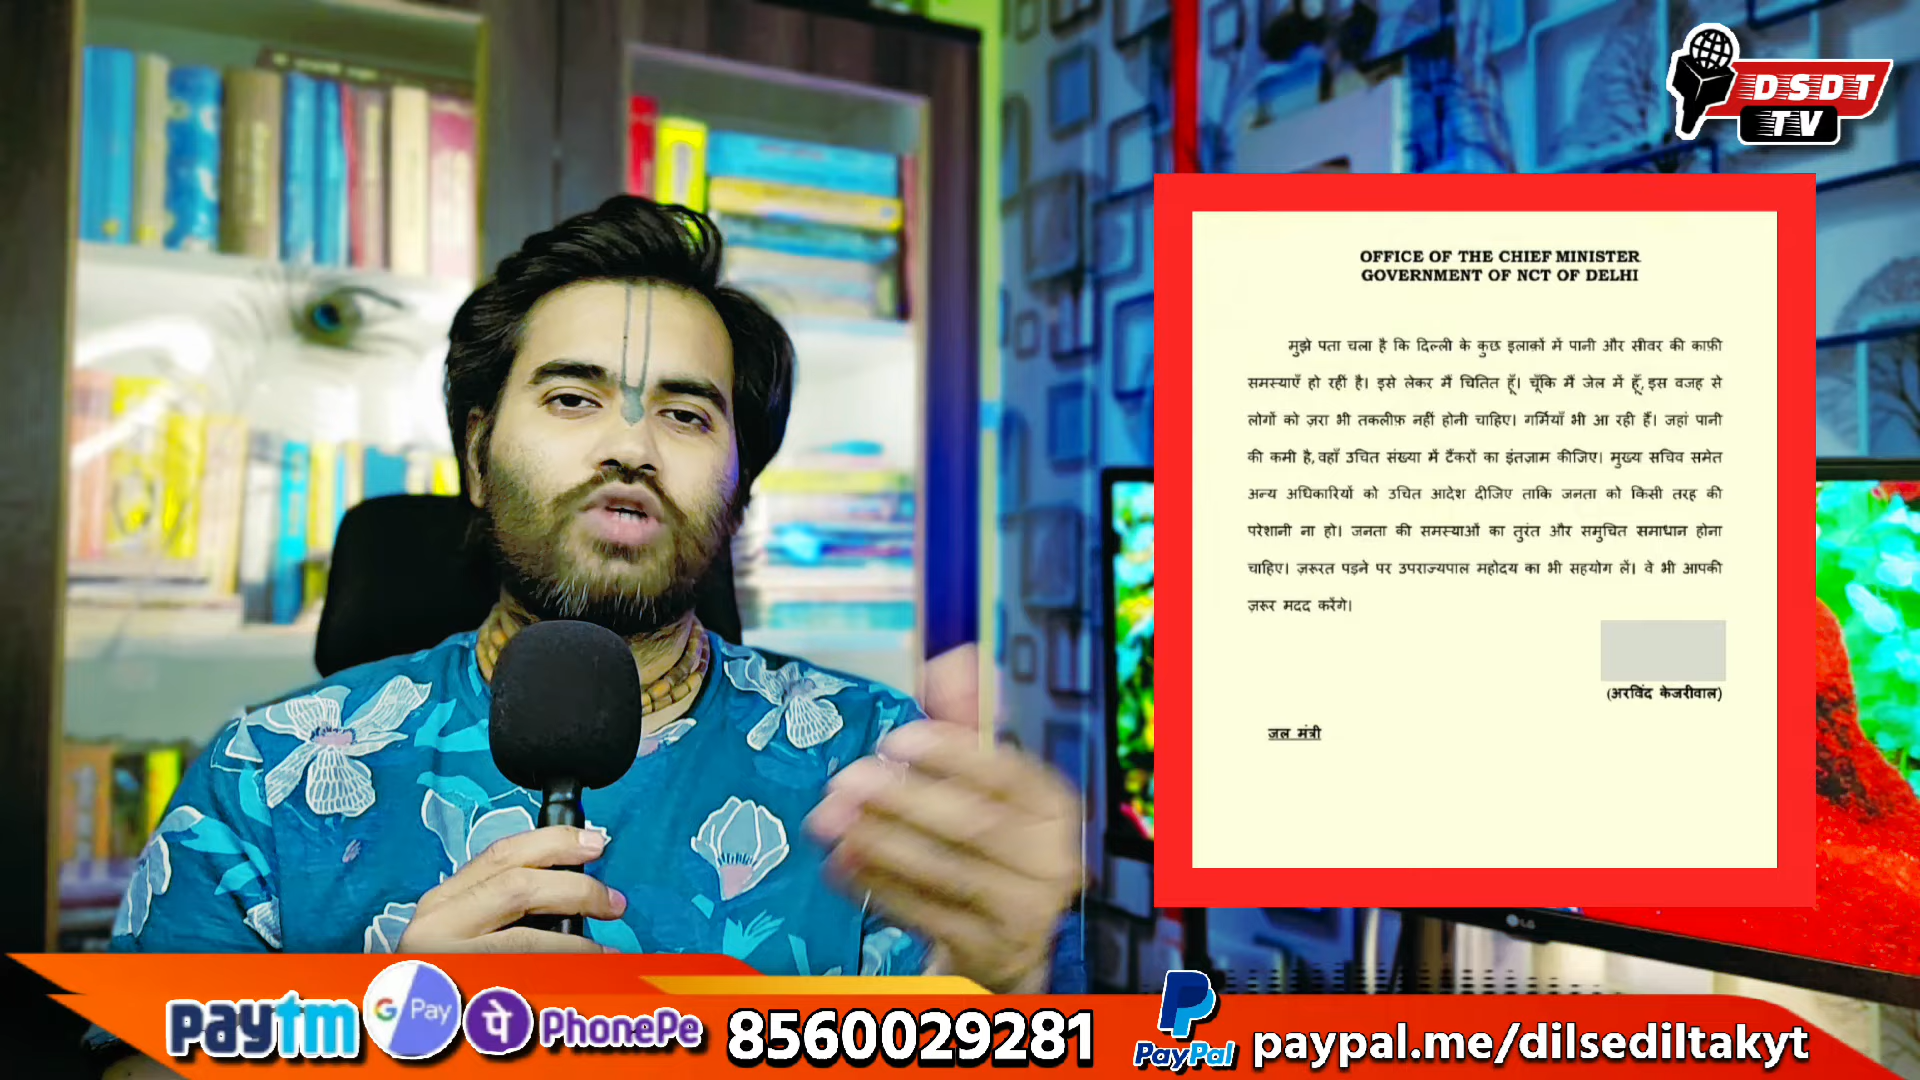 DSDT
TV
OFFICE OF THE CHIEF MINISTER
GOVERNMENT OF NCT OF DELHI
मुझे पता चला है कि दिल्ली के कुछ इलाक़ों में पानी और सीवर की काफ़ी
समस्याएँ हो रहीं है। इसे लेकर मैं चिंतित हूँ। चूँकि मैं जेल में हूँ, इस वजह से
लोगों को ज़रा भी तकलीफ़ नहीं होनी चाहिए। गर्मियाँ भी आ रही हैं। जहां पानी
की कमी है, वहाँ उचित संख्या में टैंकरों का इंतज़ाम कीजिए। मुख्य सचिव समेत
अन्य अधिकारियों को उचित आदेश दीजिए ताकि जनता को किसी तरह की
परेशानी ना हो। जनता की समस्याओं का तुरंत और समुचित समाधान होना
चाहिए। ज़रूरत पड़ने पर उपराज्यपाल महोदय का भी सहयोग लें। वे भी आपकी
ज़रूर मदद करेंगे।
(अरविंद केजरीवाल)
जल मंत्री
LG
paytm G Pay पे PhonePe 8560029281 PayPal paypal.me/dilsediltakyt